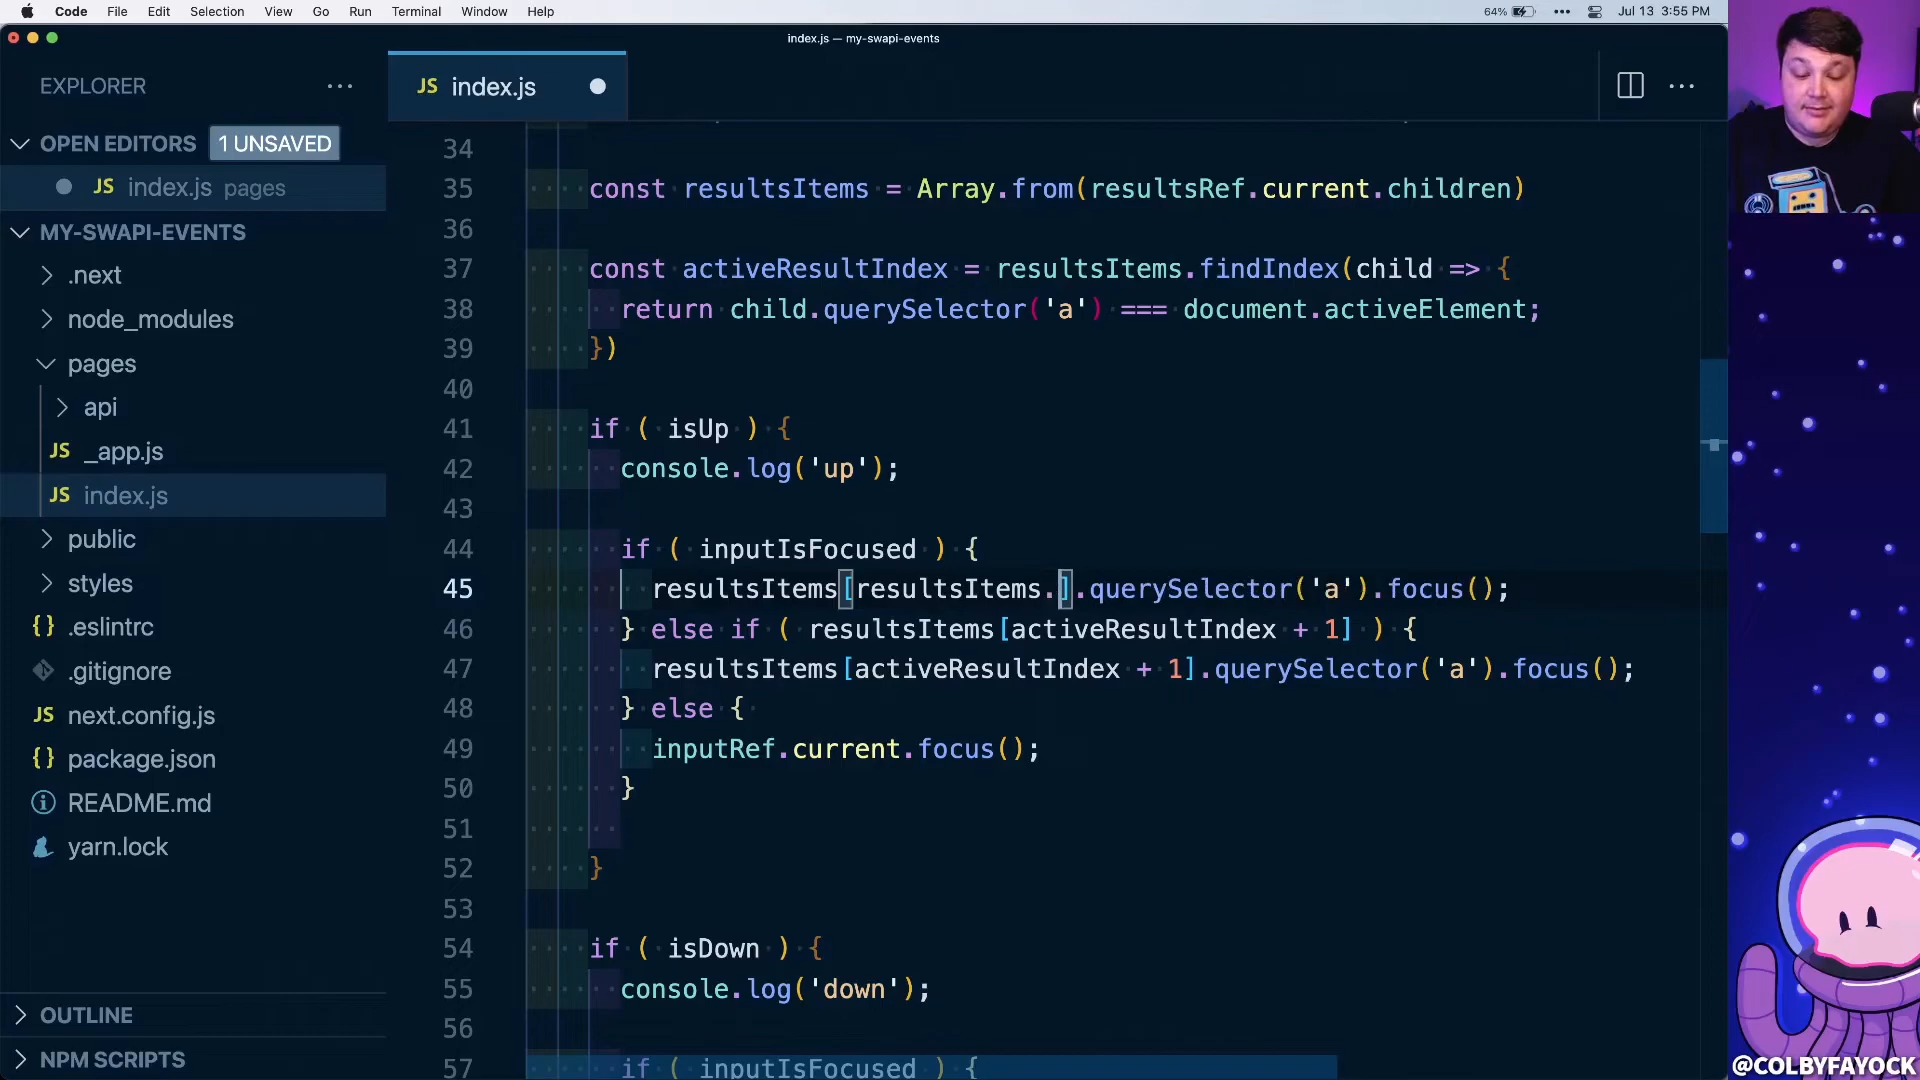 Code File Edit Selection View Go Run Terminal Window Help 64% Jul 13 3:55 PM
index.js — my-swapi-events
EXPLORER
OPEN EDITORS 1 UNSAVED
JS index.js pages
MY-SWAPI-EVENTS
.next
node_modules
pages
api
JS _app.js
JS index.js
public
styles
{} .eslintrc
.gitignore
JS next.config.js
{} package.json
README.md
yarn.lock
OUTLINE
NPM SCRIPTS
JS index.js
34
35 const resultsItems = Array.from(resultsRef.current.children)
36
37 const activeResultIndex = resultsItems.findIndex(child => {
38 return child.querySelector('a') === document.activeElement;
39 })
40
41 if ( isUp ) {
42 console.log('up');
43
44 if ( inputIsFocused ) {
45 resultsItems[resultsItems.].querySelector('a').focus();
46 } else if ( resultsItems[activeResultIndex + 1] ) {
47 resultsItems[activeResultIndex + 1].querySelector('a').focus();
48 } else {
49 inputRef.current.focus();
50 }
51
52 }
53
54 if ( isDown ) {
55 console.log('down');
56
57 if ( inputIsFocused ) {
@COLBYFAYOCK